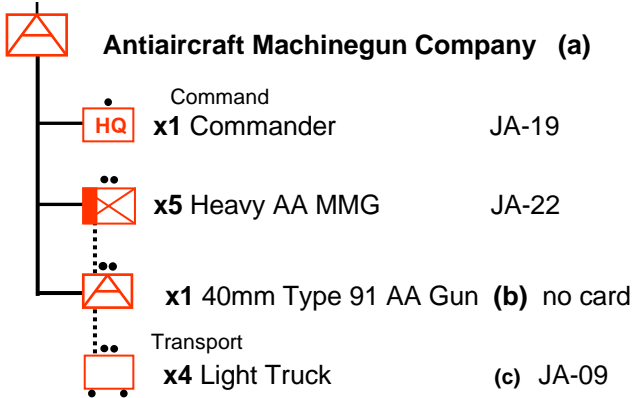 Antiaircraft Machinegun Company (a)
Command
HQ x1 Commander JA-19
x5 Heavy AA MMG JA-22
x1 40mm Type 91 AA Gun (b) no card
Transport
x4 Light Truck (c) JA-09